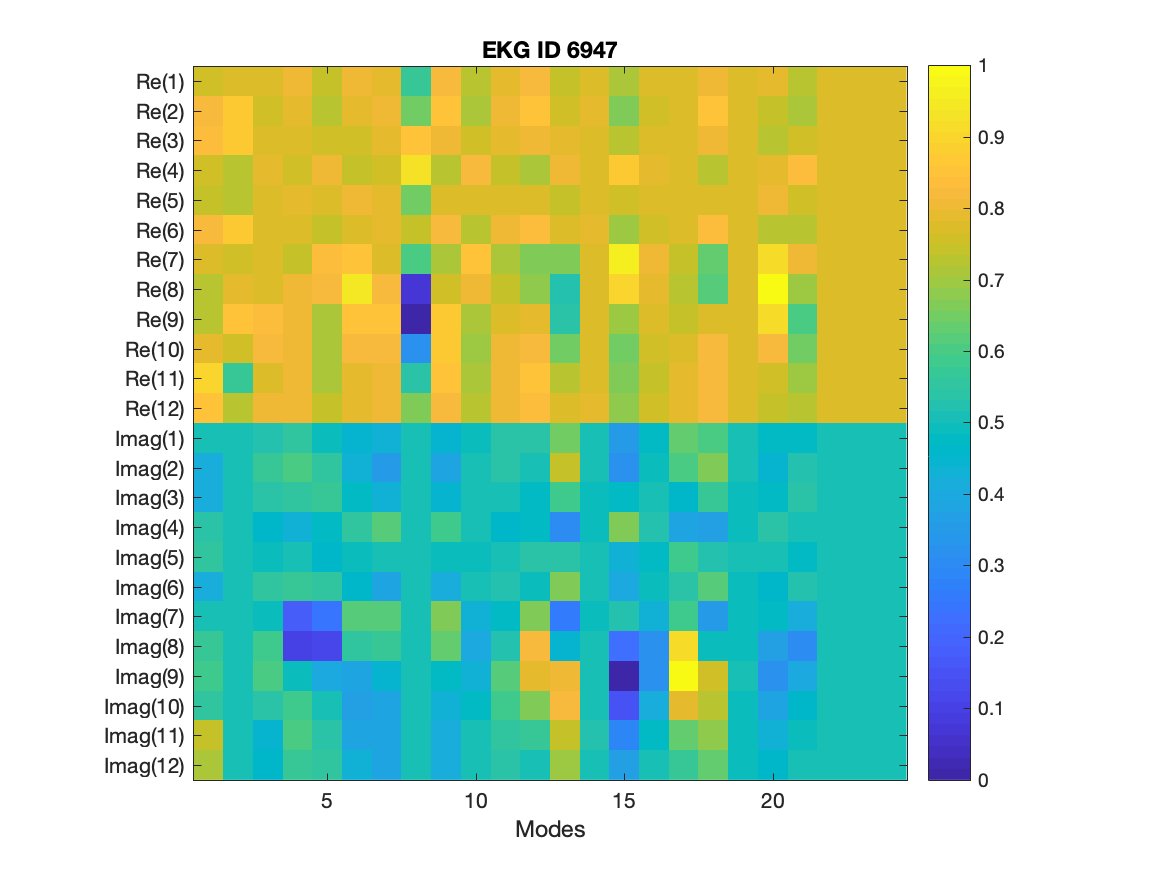 EKG ID 6947
Re(1)
Re(2)
Re(3)
Re(4)
Re(5)
Re(6)
Re(7)
Re(8)
Re(9)
Re(10)
Re(11)
Re(12)
Imag(1)
Imag(2)
Imag(3)
Imag(4)
Imag(5)
Imag(6)
Imag(7)
Imag(8)
Imag(9)
Imag(10)
Imag(11)
Imag(12)
5 10 15 20
Modes
1
0.9
0.8
0.7
0.6
0.5
0.4
0.3
0.2
0.1
0